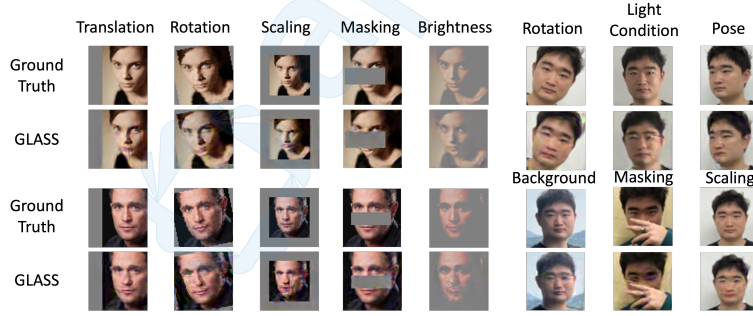 Translation Rotation Scaling Masking Brightness Rotation Light Condition Pose
Ground Truth
GLASS
Background Masking Scaling
Ground Truth
GLASS